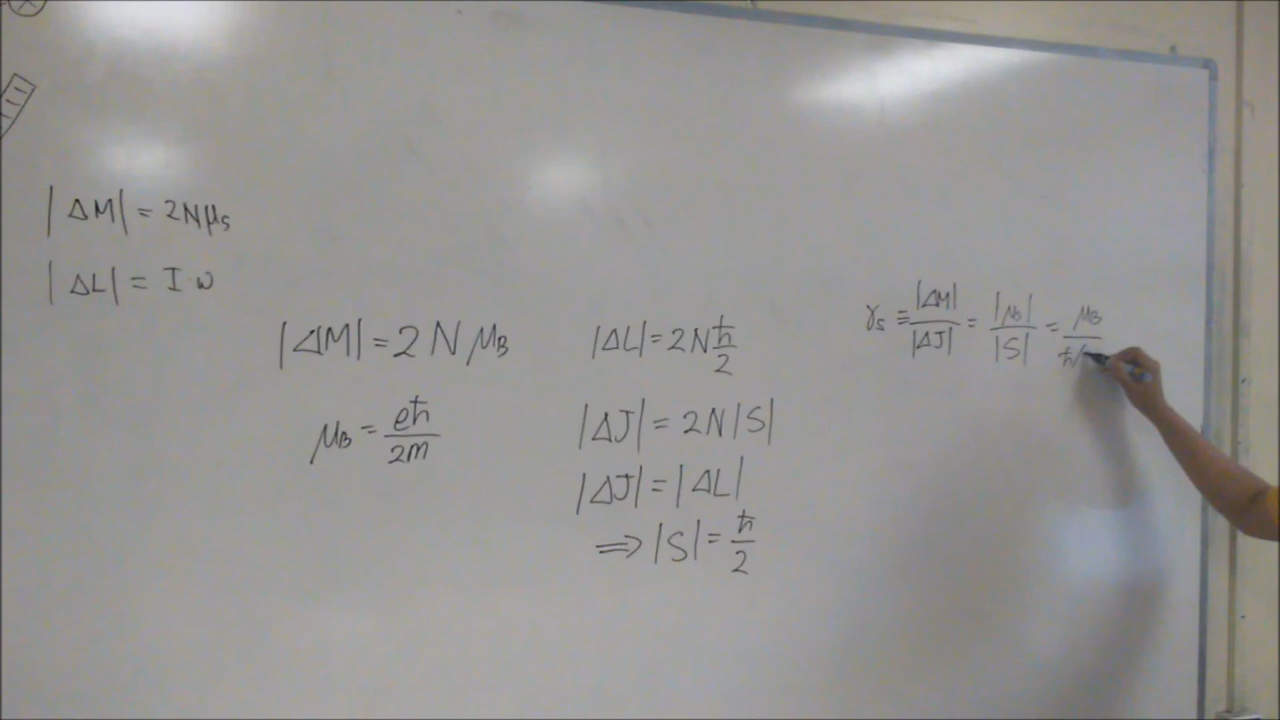 |ΔM| = 2Nμs
|ΔL| = I·ω
|ΔM| = 2 N μB
μB = eħ/2m
|ΔL| = 2N ħ/2
|ΔJ| = 2N|S|
|ΔJ| = |ΔL|
⟹ |S| = ħ/2
γs ≡ |ΔM|/|ΔJ| = |μB|/|S| = μB/ħ/